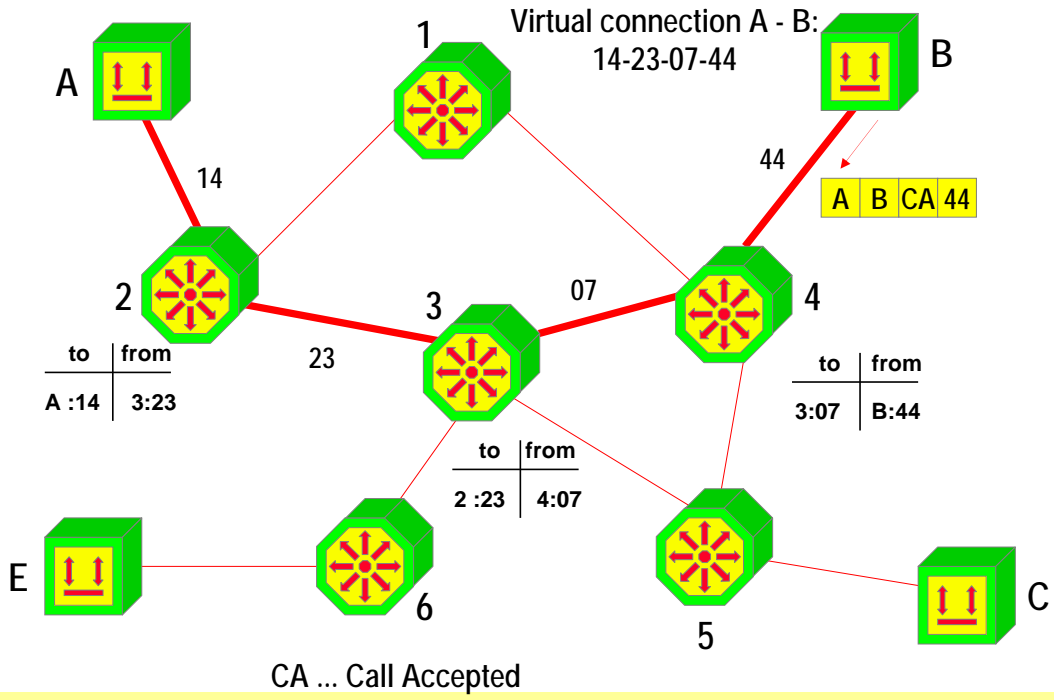 Virtual connection A - B:
14-23-07-44
A
1
B
44
14
A B CA 44
2
3
07
4
23
to from
A :14 3:23
to from
3:07 B:44
to from
2 :23 4:07
E
6
5
C
CA ... Call Accepted